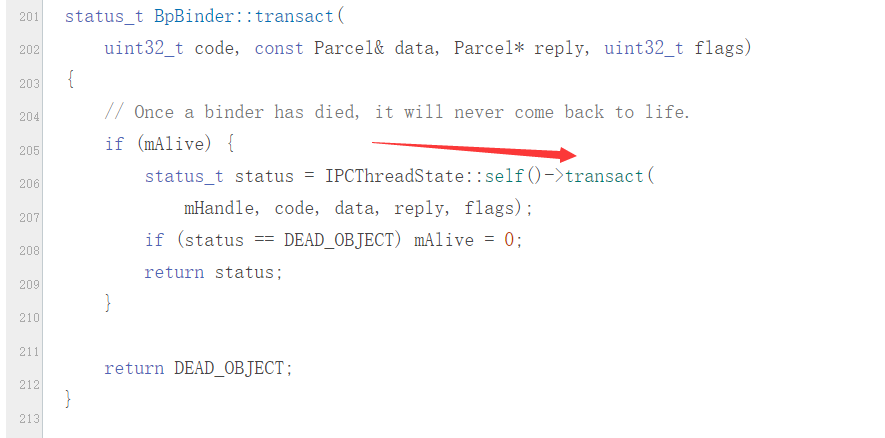 201 status_t BpBinder::transact(
202     uint32_t code, const Parcel& data, Parcel* reply, uint32_t flags)
203 {
204     // Once a binder has died, it will never come back to life.
205     if (mAlive) {
206         status_t status = IPCThreadState::self()->transact(
207             mHandle, code, data, reply, flags);
208         if (status == DEAD_OBJECT) mAlive = 0;
209         return status;
210     }
211
212     return DEAD_OBJECT;
213 }